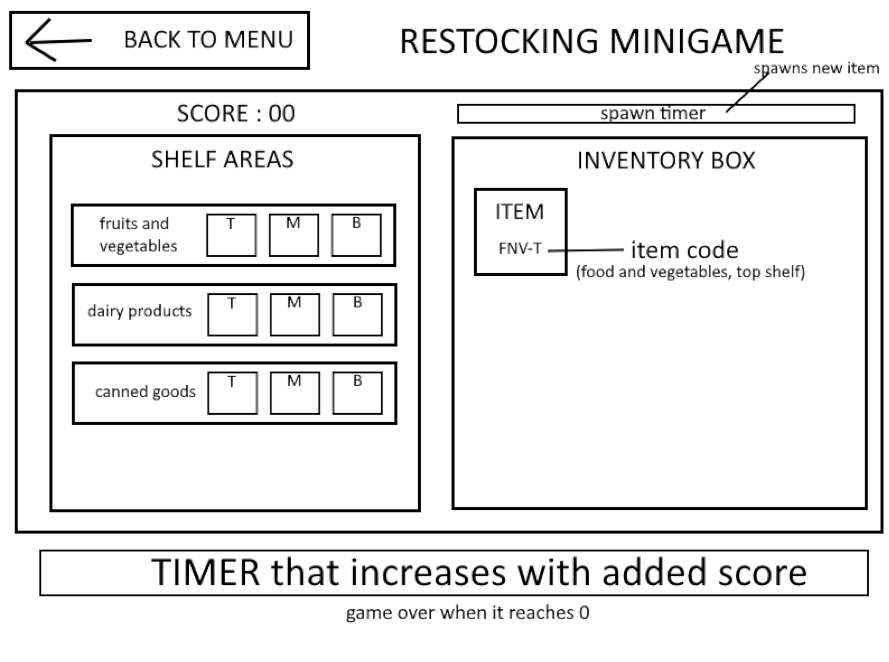 BACK TO MENU
RESTOCKING MINIGAME
spawns new item
SCORE : 00
spawn timer
SHELF AREAS
INVENTORY BOX
fruits and
vegetables
T M B
ITEM
FNV-T
item code
(food and vegetables, top shelf)
dairy products
T M B
canned goods
T M B
TIMER that increases with added score
game over when it reaches 0